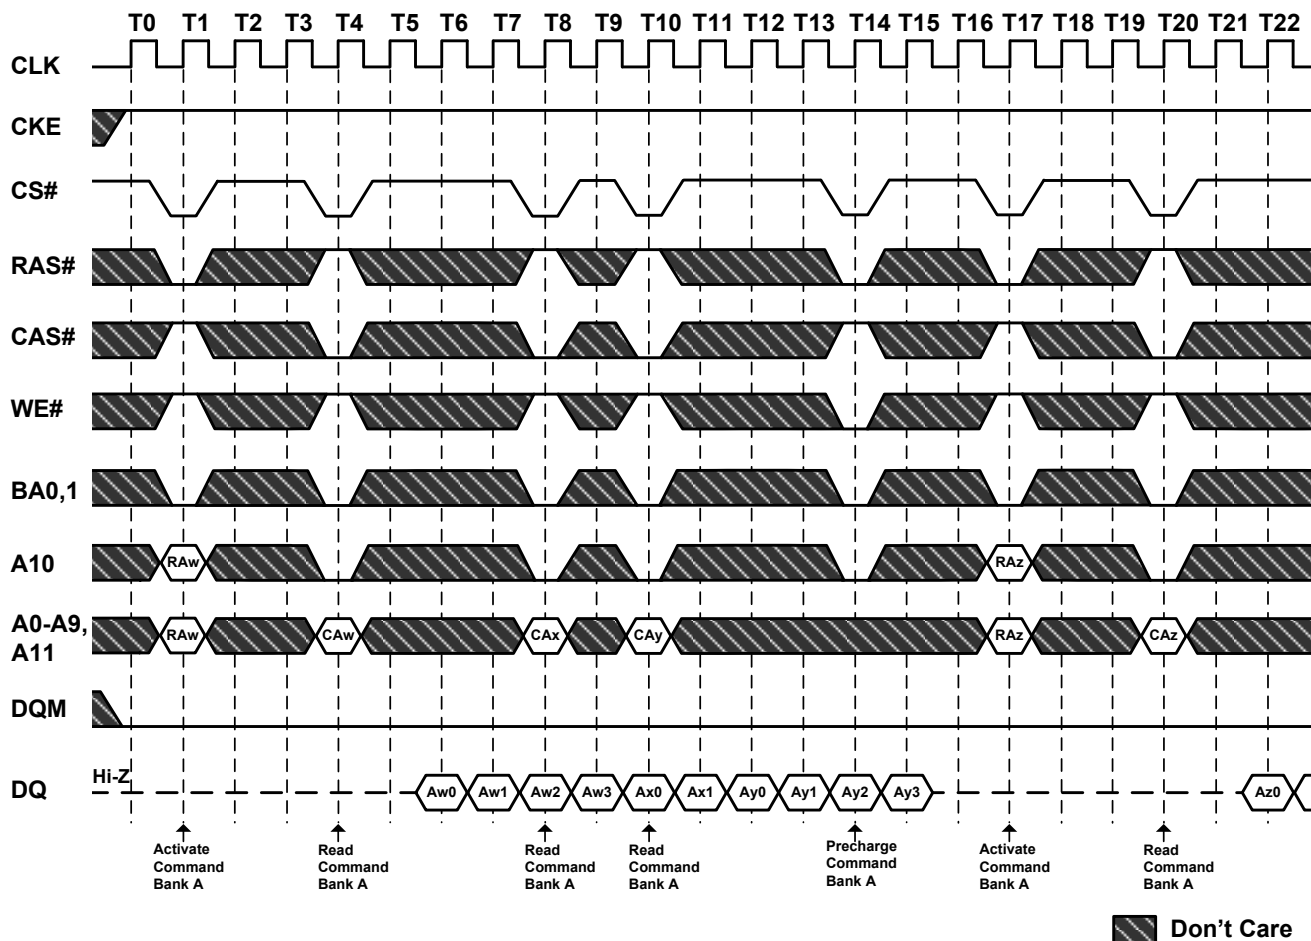 T0 T1 T2 T3 T4 T5 T6 T7 T8 T9 T10 T11 T12 T13 T14 T15 T16 T17 T18 T19 T20 T21 T22
CLK
CKE
CS#
RAS#
CAS#
WE#
BA0,1
A10 RAw RAz
A0-A9,
A11
RAw CAw CAx CAy RAz CAz
DQM
Hi-Z
DQ Aw0 Aw1 Aw2 Aw3 Ax0 Ax1 Ay0 Ay1 Ay2 Ay3 Az0
Activate
Command
Bank A
Read
Command
Bank A
Read
Command
Bank A
Read
Command
Bank A
Precharge
Command
Bank A
Activate
Command
Bank A
Read
Command
Bank A
Don't Care